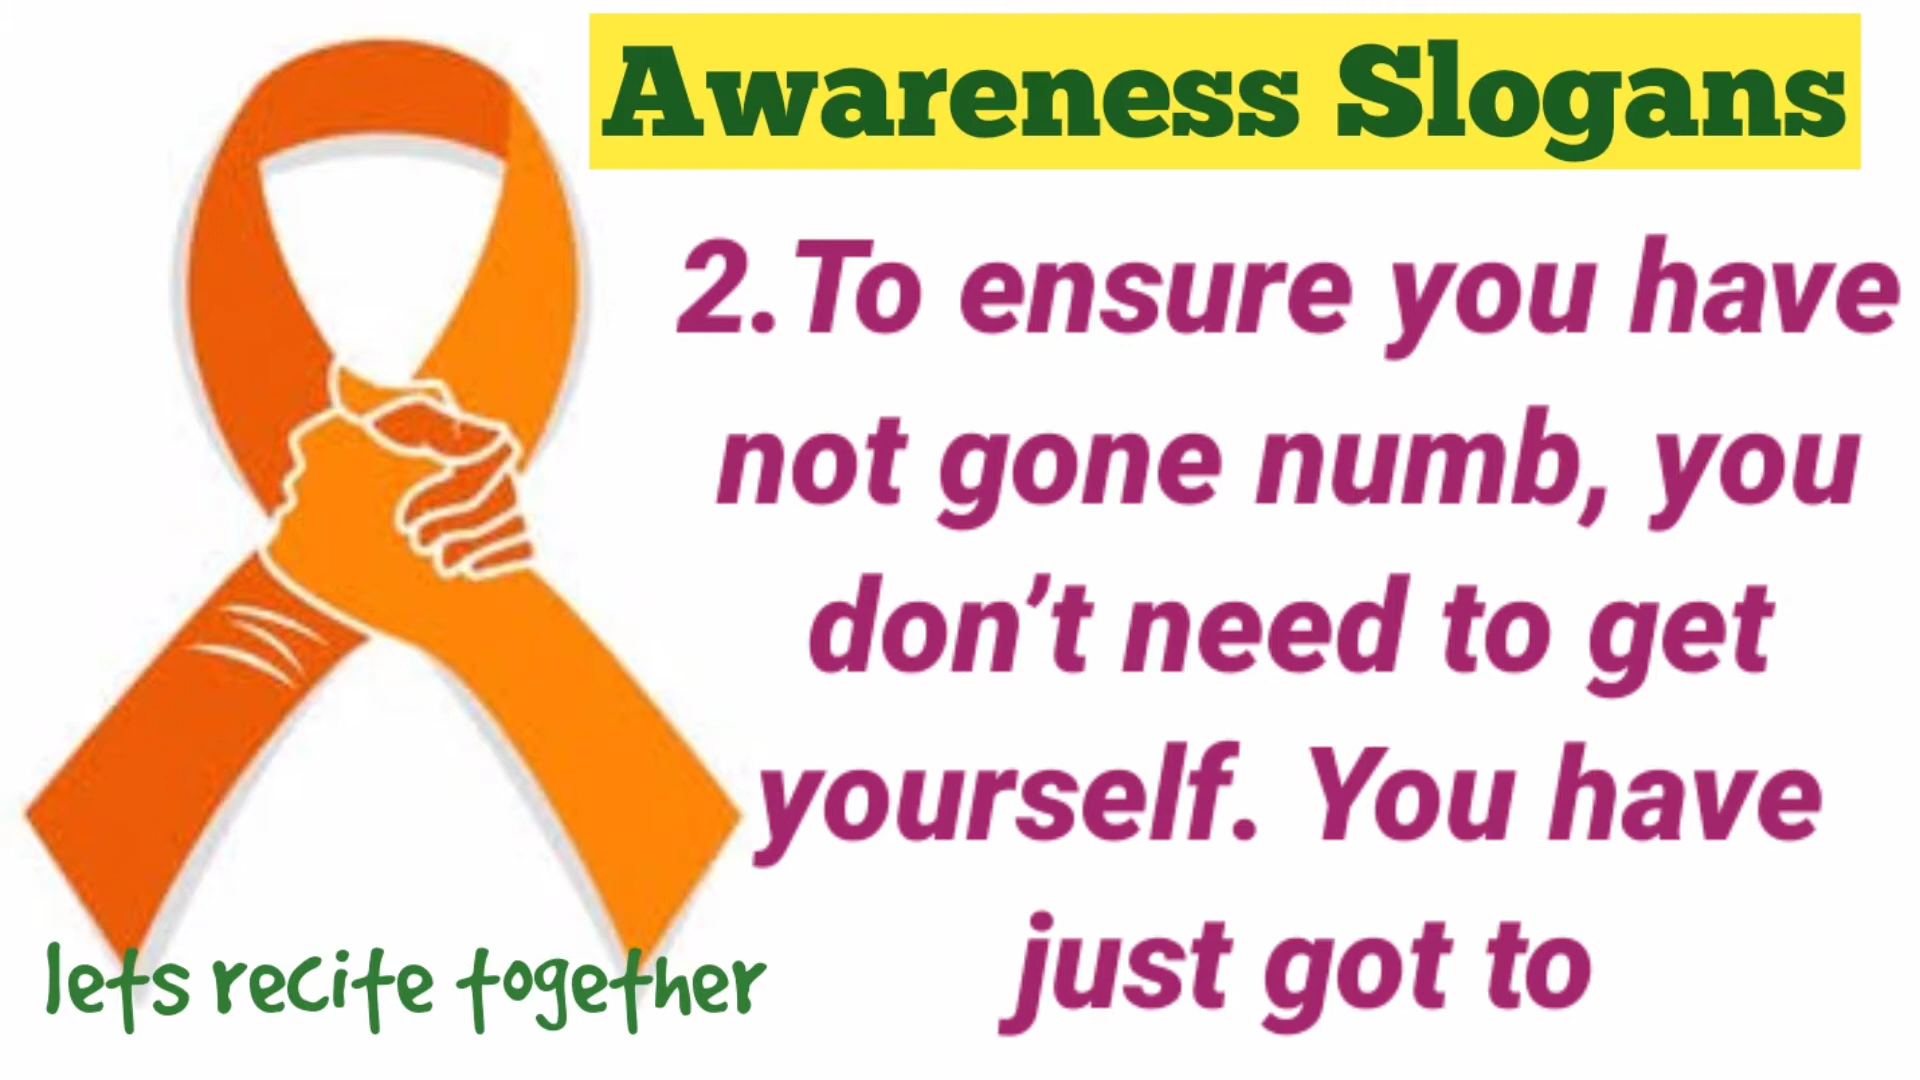 Awareness Slogans
2.To ensure you have
not gone numb, you
don’t need to get
yourself. You have
just got to
lets recite together